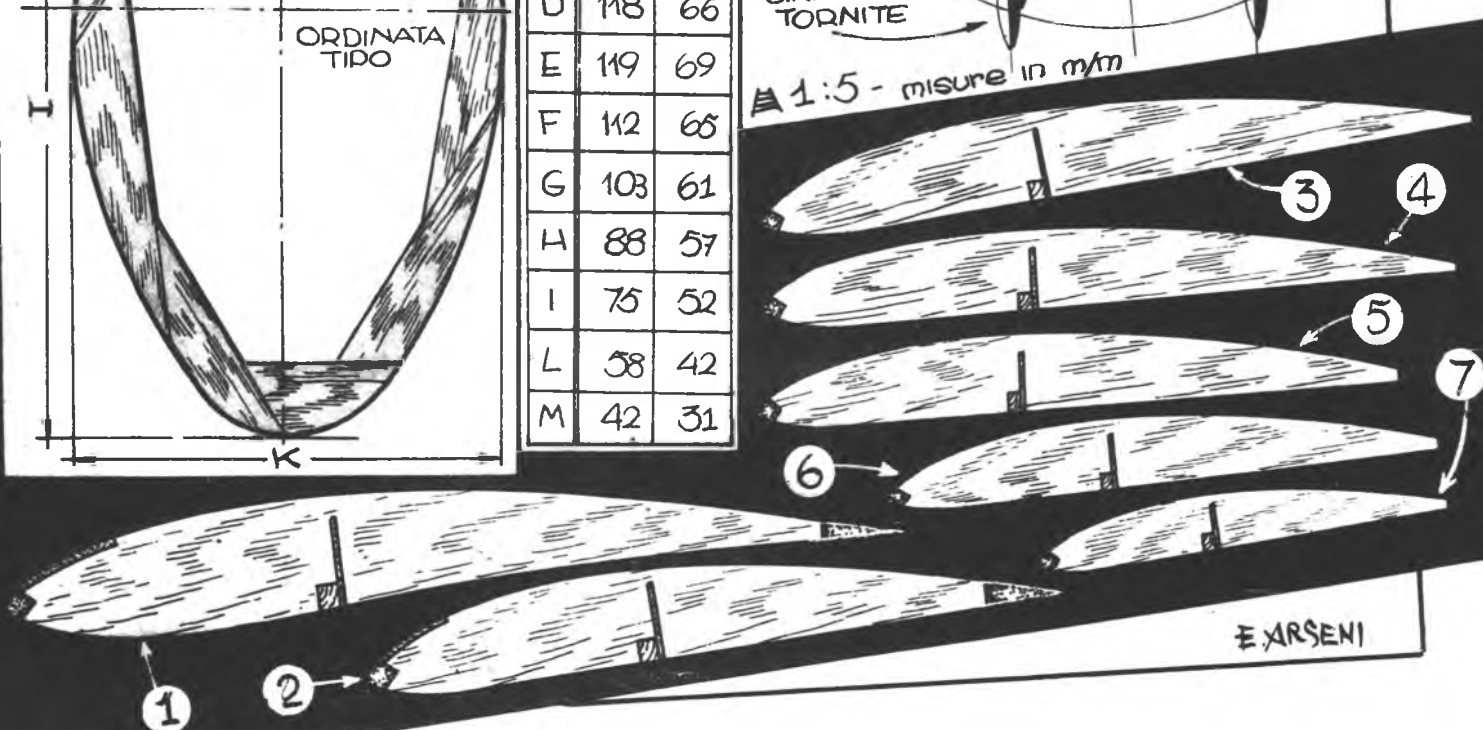 ORDINATA
TIPO
I
K
D 118 66
E 119 69
F 112 65
G 103 61
H 88 57
I 75 52
L 58 42
M 42 31
TORNITE
1:5 - misure in m/m
3
4
5
7
6
1
2
E. ARSENI